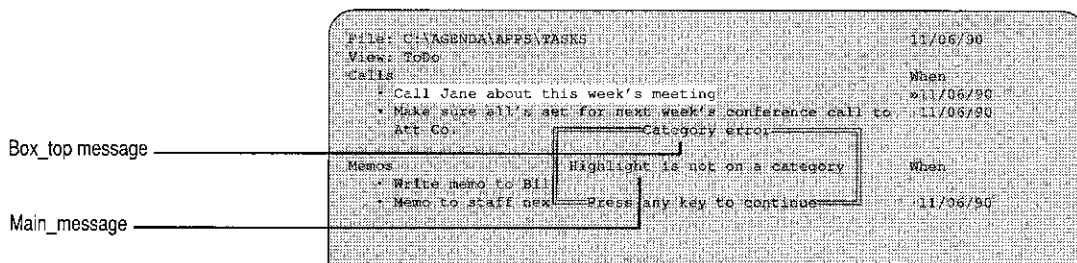 File: C:\AGENDA\APPS\TASKS 11/06/90
View: ToDo
Calls When
• Call Jane about this week's meeting »11/06/90
• Make sure all's set for next week's conference call to 11/06/90
Att Co.
Category error
Box_top message
Memos Highlight is not on a category When
• Write memo to Bil
• Memo to staff nex Press any key to continue 11/06/90
Main_message